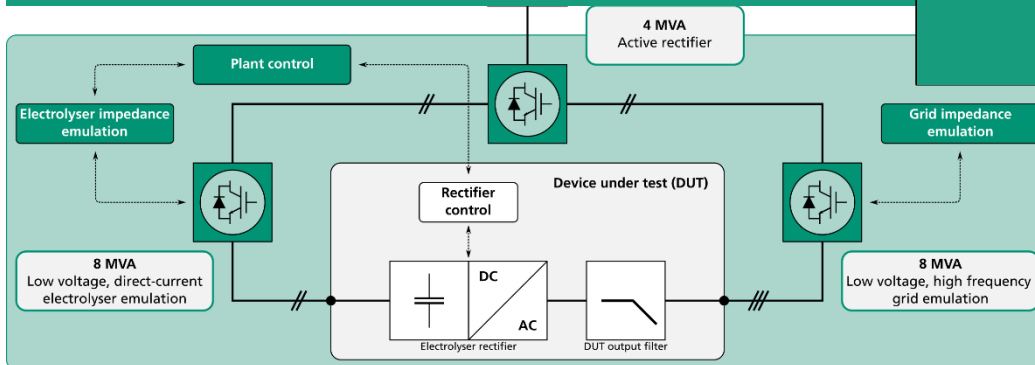 4 MVA
Active rectifier
Plant control
Electrolyser impedance
emulation
Grid impedance
emulation
Device under test (DUT)
Rectifier
control
8 MVA
Low voltage, direct-current
electrolyser emulation
DC
AC
Electrolyser rectifier
DUT output filter
8 MVA
Low voltage, high frequency
grid emulation